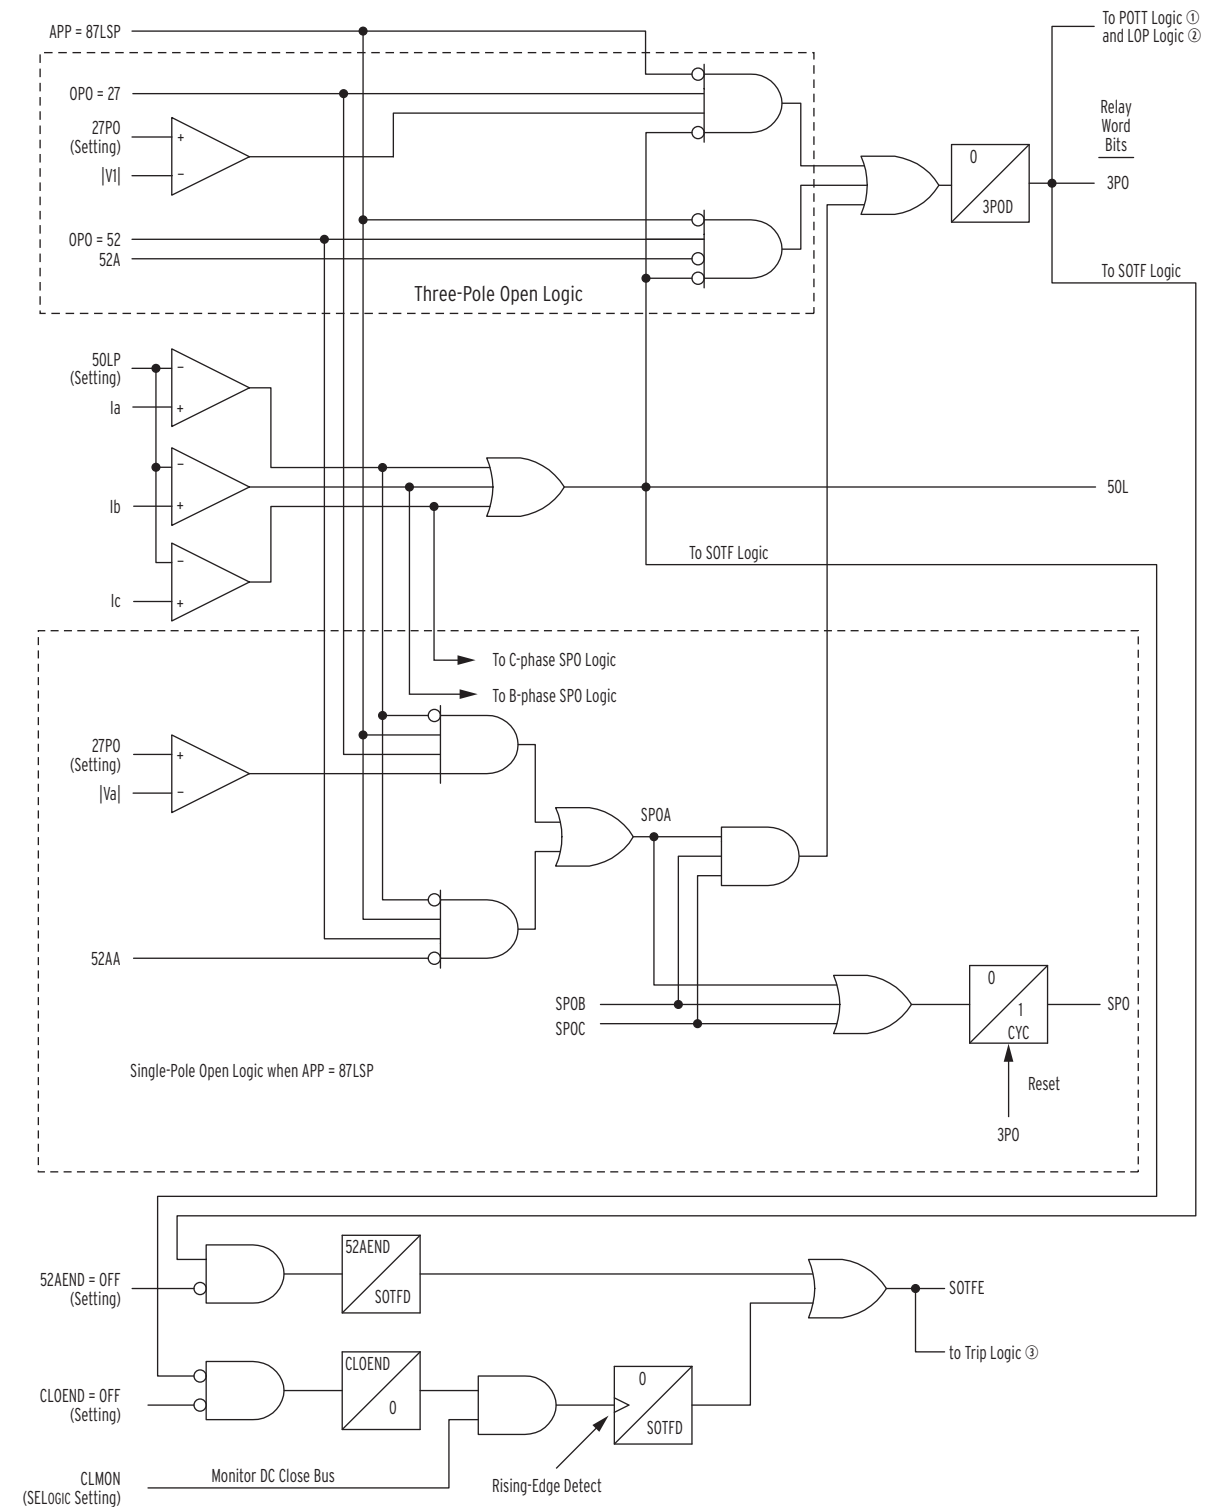 To POTT Logic ①
and LOP Logic ②
APP = 87LSP
OPO = 27
27PO
(Setting)
+
|V1|
–
Relay
Word
Bits
0
3POD
3PO
OPO = 52
52A
Three-Pole Open Logic
To SOTF Logic
50LP
(Setting)
–
Ia
+
–
Ib
+
50L
To SOTF Logic
–
Ic
+
To C-phase SPO Logic
To B-phase SPO Logic
27PO
(Setting)
+
|Va|
–
SPOA
52AA
SPOB
SPOC
0
1
CYC
SPO
Single-Pole Open Logic when APP = 87LSP
Reset
3PO
52AEND = OFF
(Setting)
52AEND
SOTFD
SOTFE
to Trip Logic ③
CLOEND = OFF
(Setting)
CLOEND
0
0
SOTFD
CLMON
(SELOGIC Setting)
Monitor DC Close Bus
Rising-Edge Detect